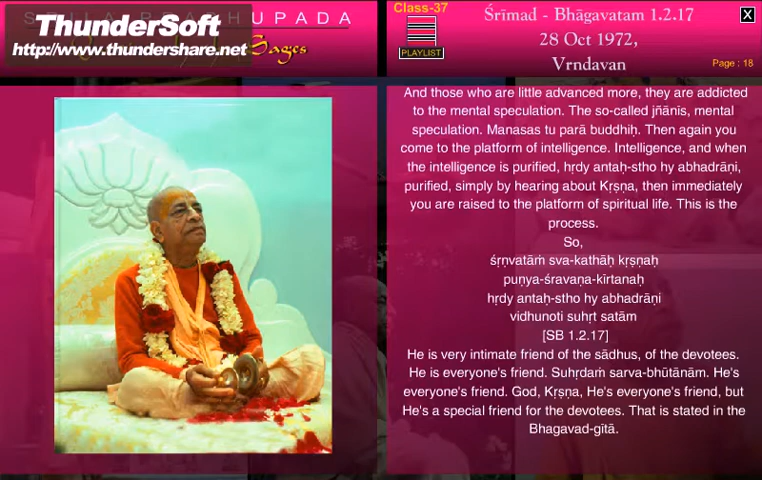 ThunderSoft
http://www.thundershare.net
HUPADA
Sages
Class-37
PLAYLIST
Śrīmad - Bhāgavatam 1.2.17
28 Oct 1972,
Vrndavan
X
Page : 18
And those who are little advanced more, they are addicted
to the mental speculation. The so-called jñānīs, mental
speculation. Manasas tu parā buddhiḥ. Then again you
come to the platform of intelligence. Intelligence, and when
the intelligence is purified, hṛdy antaḥ-stho hy abhadrāṇi,
purified, simply by hearing about Kṛṣṇa, then immediately
you are raised to the platform of spiritual life. This is the
process.
So,
śṛṇvatāṁ sva-kathāḥ kṛṣṇaḥ
puṇya-śravaṇa-kīrtanaḥ
hṛdy antaḥ-stho hy abhadrāṇi
vidhunoti suhṛt satām
[SB 1.2.17]
He is very intimate friend of the sādhus, of the devotees.
He is everyone's friend. Suhṛdaṁ sarva-bhūtānām. He's
everyone's friend. God, Kṛṣṇa, He's everyone's friend, but
He's a special friend for the devotees. That is stated in the
Bhagavad-gītā.